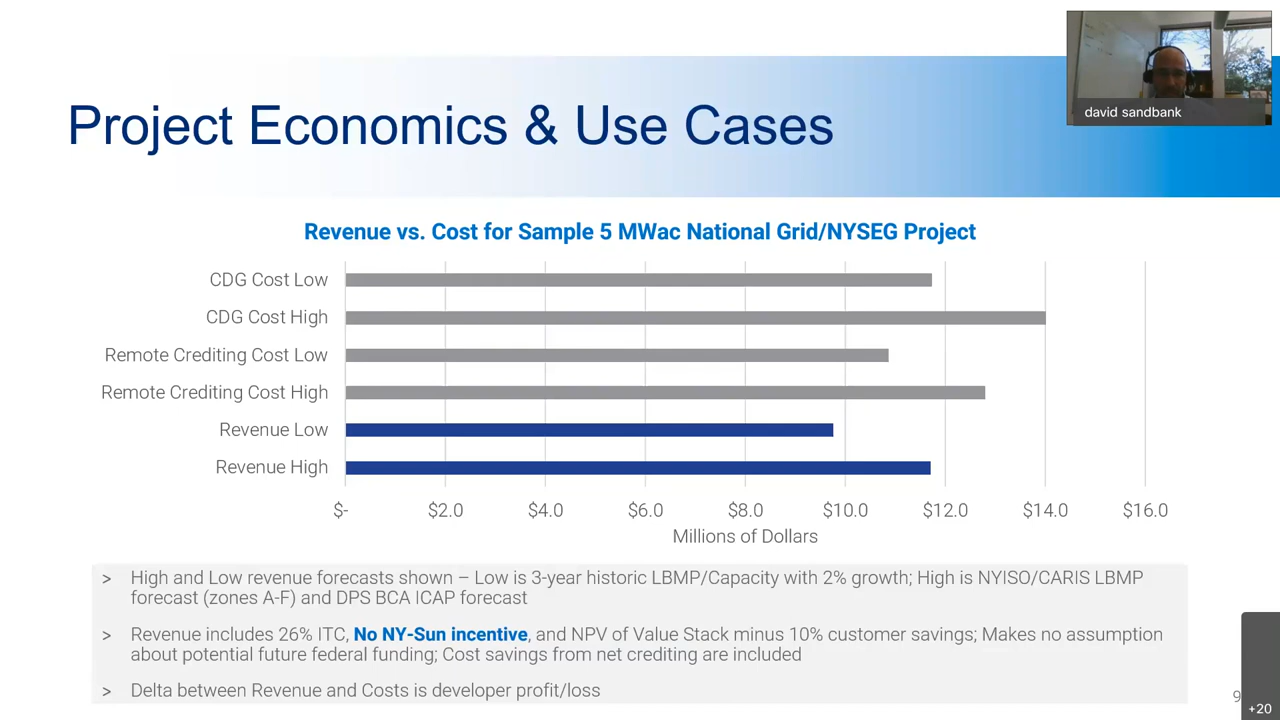 david sandbank
Project Economics & Use Cases
Revenue vs. Cost for Sample 5 MWac National Grid/NYSEG Project
CDG Cost Low
CDG Cost High
Remote Crediting Cost Low
Remote Crediting Cost High
Revenue Low
Revenue High
$- $2.0 $4.0 $6.0 $8.0 $10.0 $12.0 $14.0 $16.0
Millions of Dollars
> High and Low revenue forecasts shown – Low is 3-year historic LBMP/Capacity with 2% growth; High is NYISO/CARIS LBMP
forecast (zones A-F) and DPS BCA ICAP forecast
> Revenue includes 26% ITC, No NY-Sun incentive, and NPV of Value Stack minus 10% customer savings; Makes no assumption
about potential future federal funding; Cost savings from net crediting are included
> Delta between Revenue and Costs is developer profit/loss
9
+20